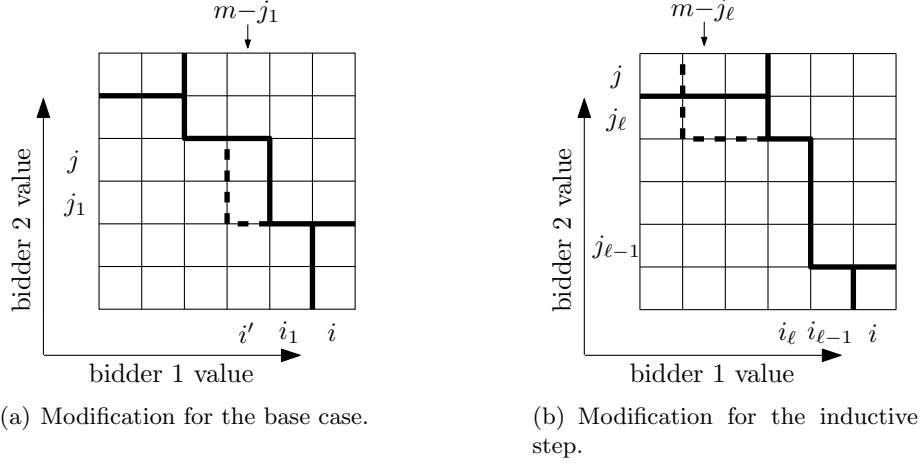 m−j₁
j
j₁
bidder 2 value
i′ i₁ i
bidder 1 value
(a) Modification for the base case.
m−jℓ
j
jℓ
jℓ₋₁
bidder 2 value
iℓ iℓ₋₁ i
bidder 1 value
(b) Modification for the inductive
step.